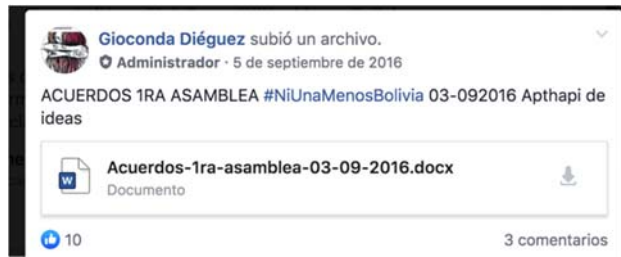 Gioconda Diéguez subió un archivo.
Administrador · 5 de septiembre de 2016
ACUERDOS 1RA ASAMBLEA #NiUnaMenosBolivia 03-092016 Apthapi de
ideas
W
Acuerdos-1ra-asamblea-03-09-2016.docx
Documento
10
3 comentarios